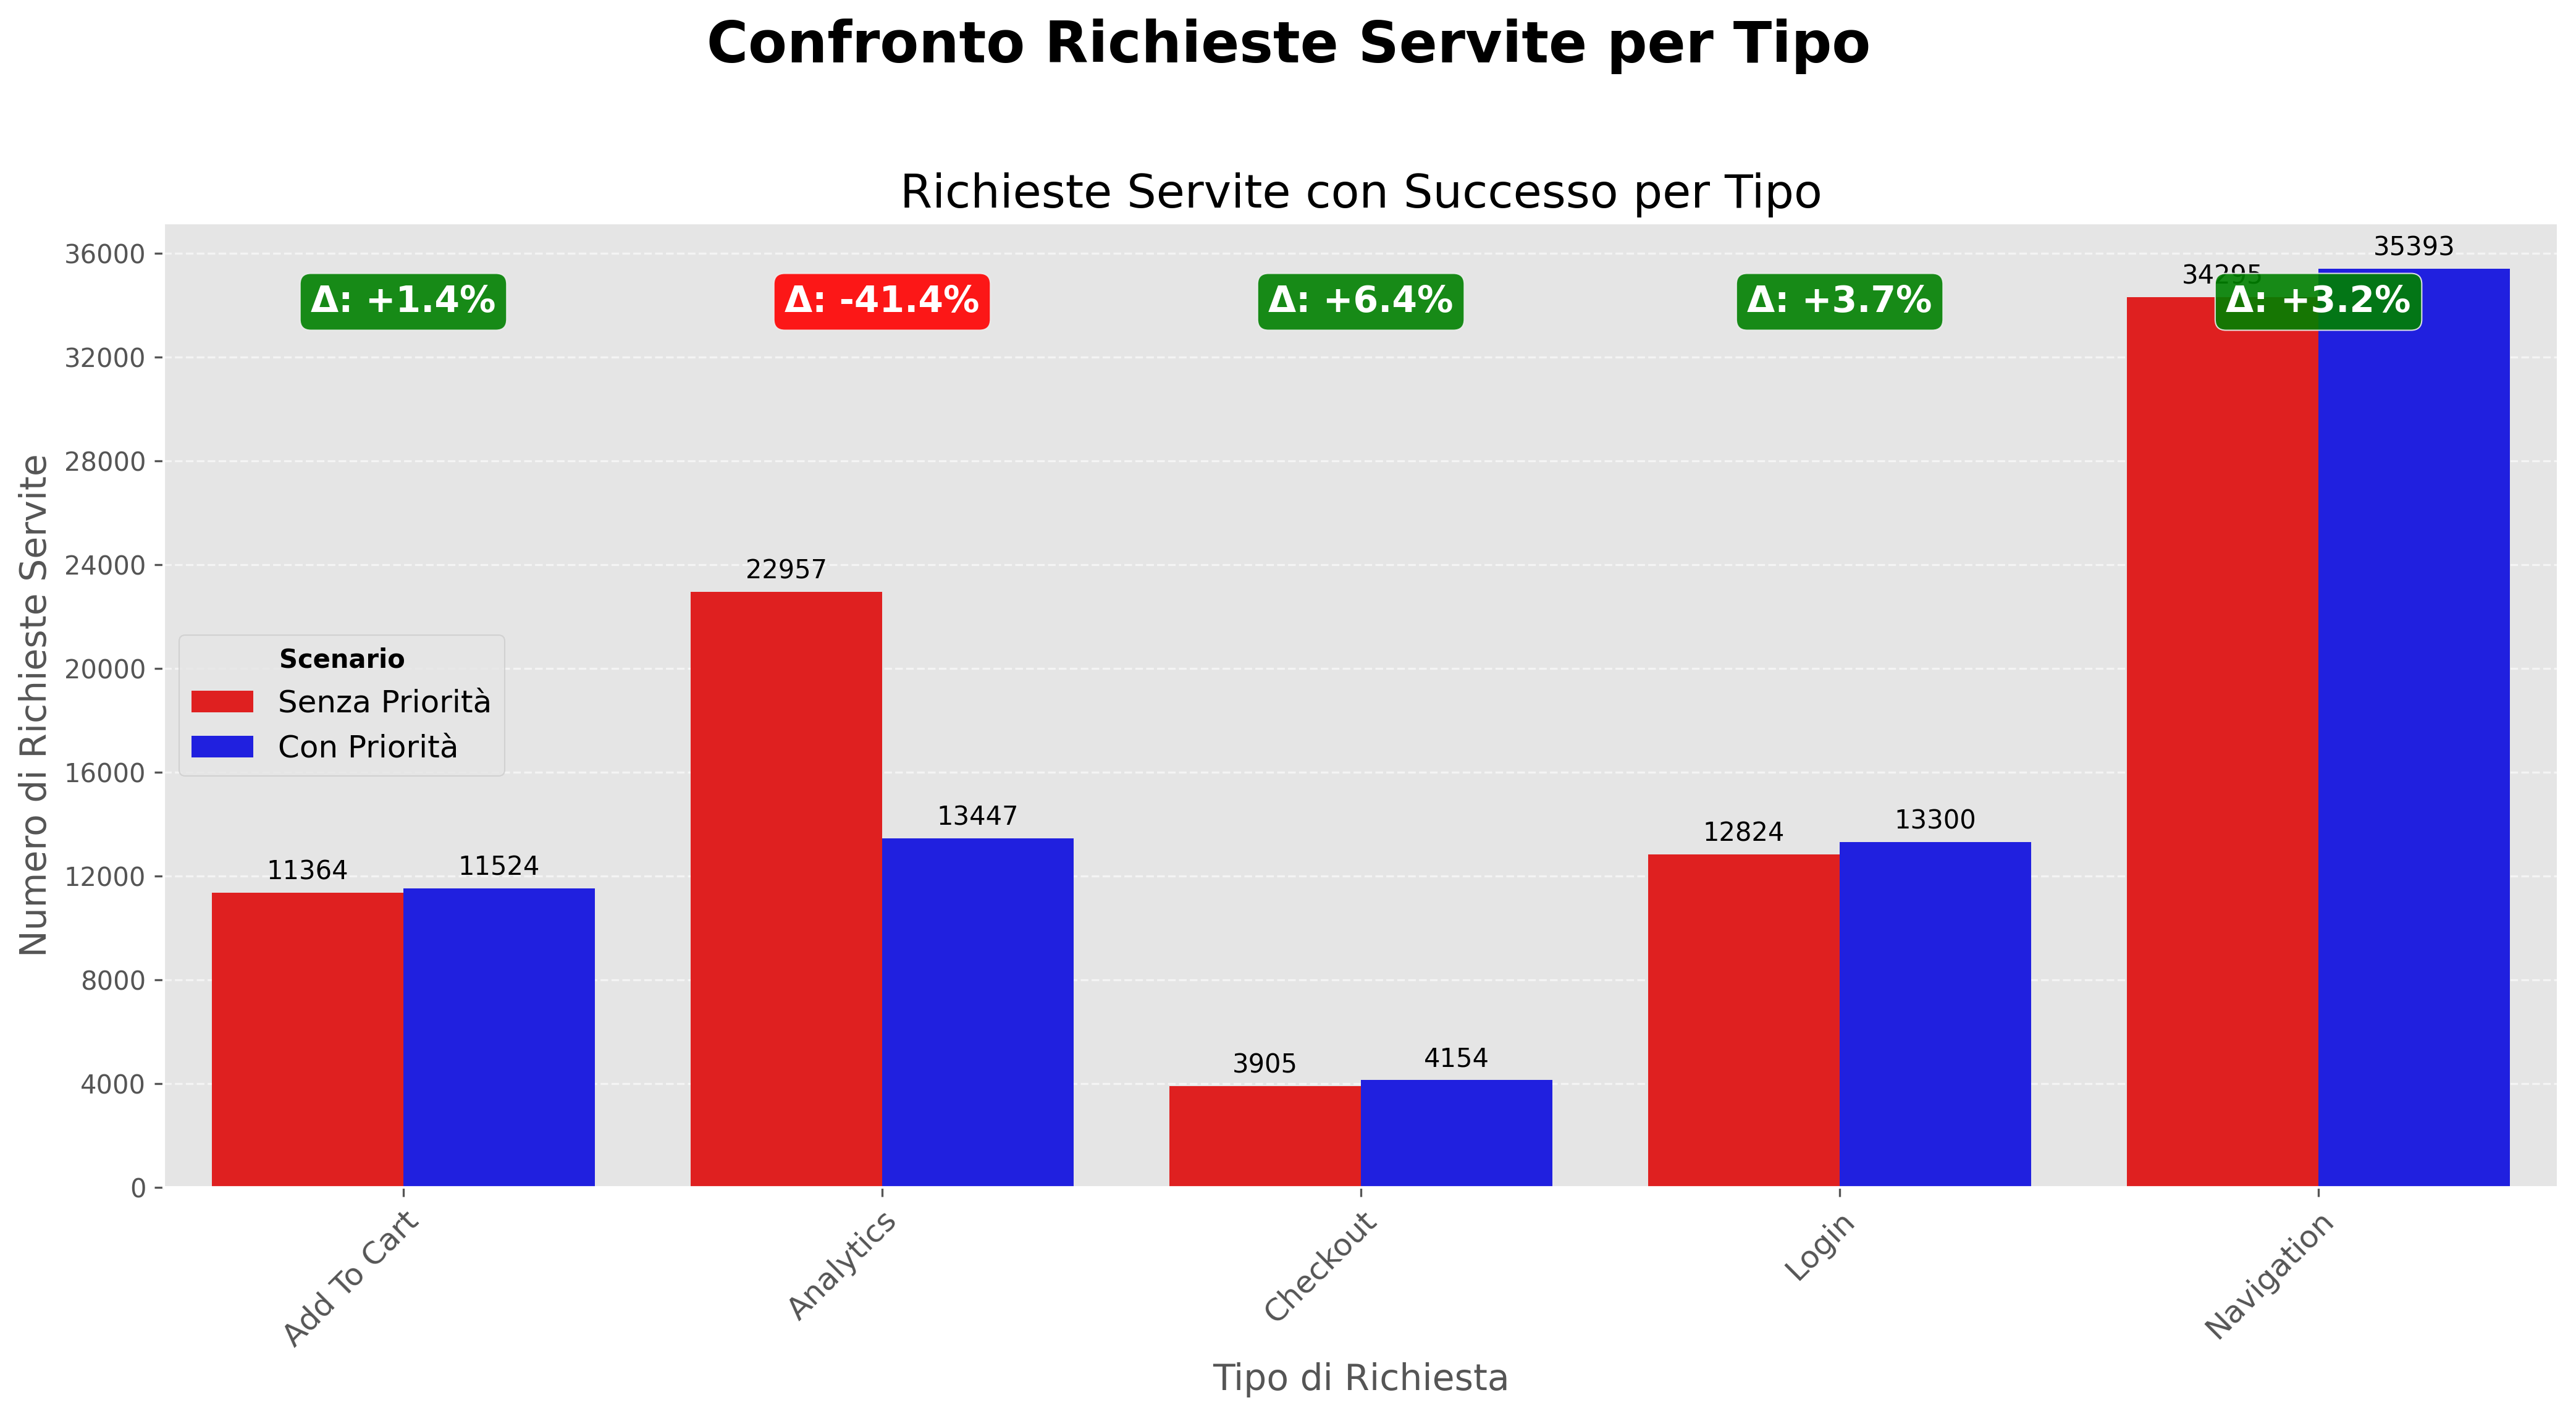 Confronto Richieste Servite per Tipo
Richieste Servite con Successo per Tipo
Numero di Richieste Servite
36000
32000
28000
24000
20000
16000
12000
8000
4000
0
Δ: +1.4%
Δ: -41.4%
Δ: +6.4%
Δ: +3.7%
Δ: +3.2%
Scenario
Senza Priorità
Con Priorità
11364
11524
22957
13447
3905
4154
12824
13300
34295
35393
Add To Cart
Analytics
Checkout
Login
Navigation
Tipo di Richiesta